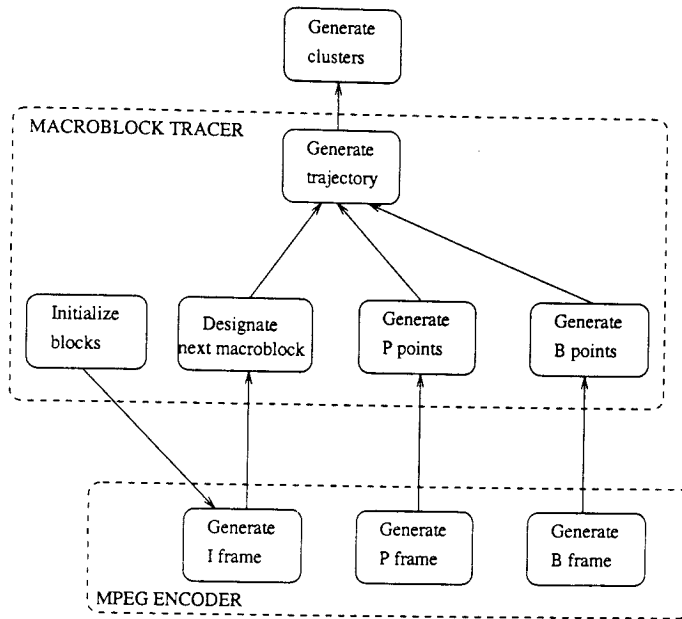 Generate
clusters
MACROBLOCK TRACER
Generate
trajectory
Initialize
blocks
Designate
next macroblock
Generate
P points
Generate
B points
Generate
I frame
Generate
P frame
Generate
B frame
MPEG ENCODER